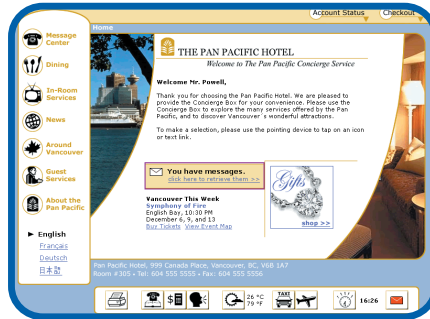 Account Status
Checkout
Home
Message
Center
Dining
In-Room
Services
News
Around
Vancouver
Guest
Services
About the
Pan Pacific
► English
Français
Deutsch
日本語
THE PAN PACIFIC HOTEL
Welcome to The Pan Pacific Concierge Service
Welcome Mr. Powell,
Thank you for choosing the Pan Pacific Hotel. We are pleased to
provide the Concierge Box for your convenience. Please use the
Concierge Box to explore the many services offered by the Pan
Pacific, and to discover Vancouver's wonderful attractions.
To make a selection, please use the pointing device to tap on an icon
or text link.
You have messages.
click here to retrieve them >>
Vancouver This Week
Symphony of Fire
English Bay, 10:30 PM
December 6, 9, and 13
Buy Tickets View Event Map
Gifts
shop >>
Pan Pacific Hotel, 999 Canada Place, Vancouver, BC, V6B 1A7
Room #305 • Tel: 604 555 5555 • Fax: 604 555 5556
$
26 °C
79 °F
TAXI
16:26